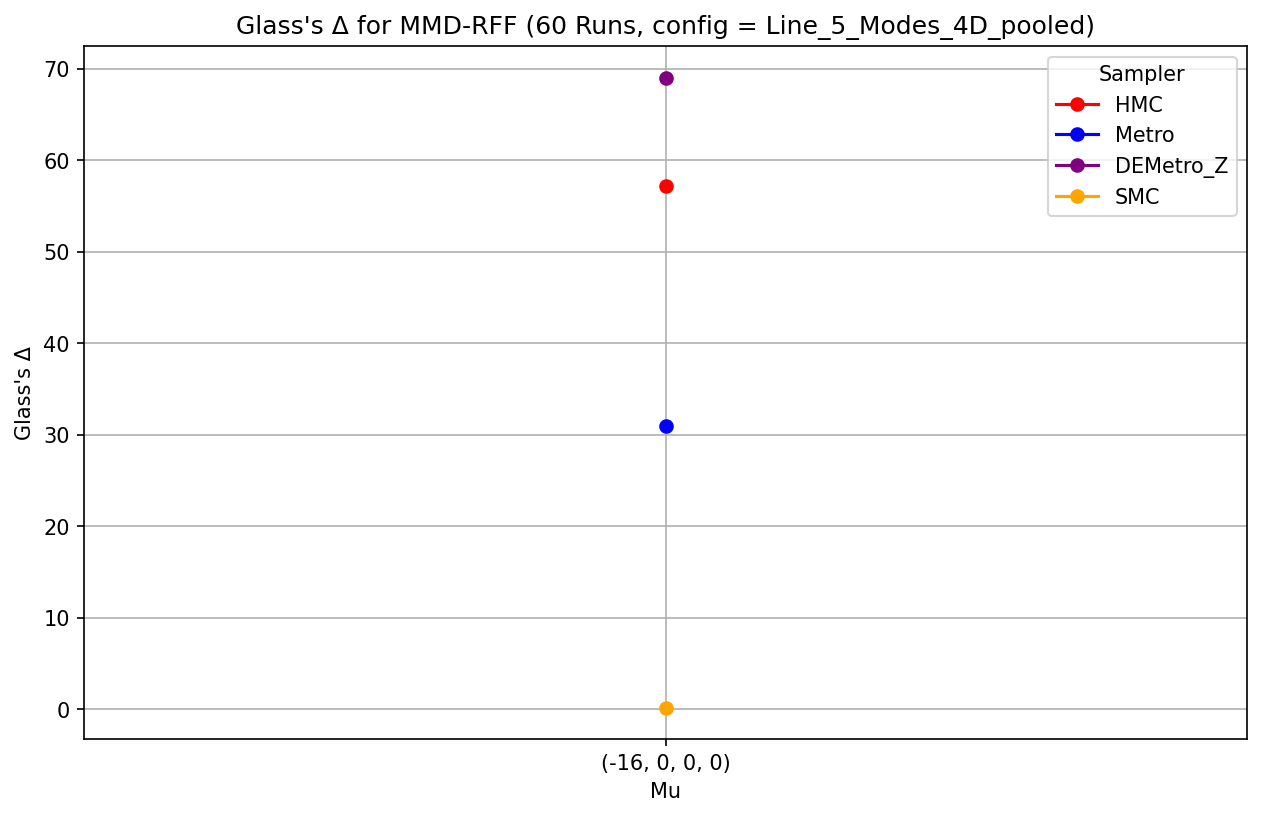 Glass's Δ for MMD-RFF (60 Runs, config = Line_5_Modes_4D_pooled)
Sampler
HMC
Metro
DEMetro_Z
SMC
Glass's Δ
70
60
50
40
30
20
10
0
(-16, 0, 0, 0)
Mu